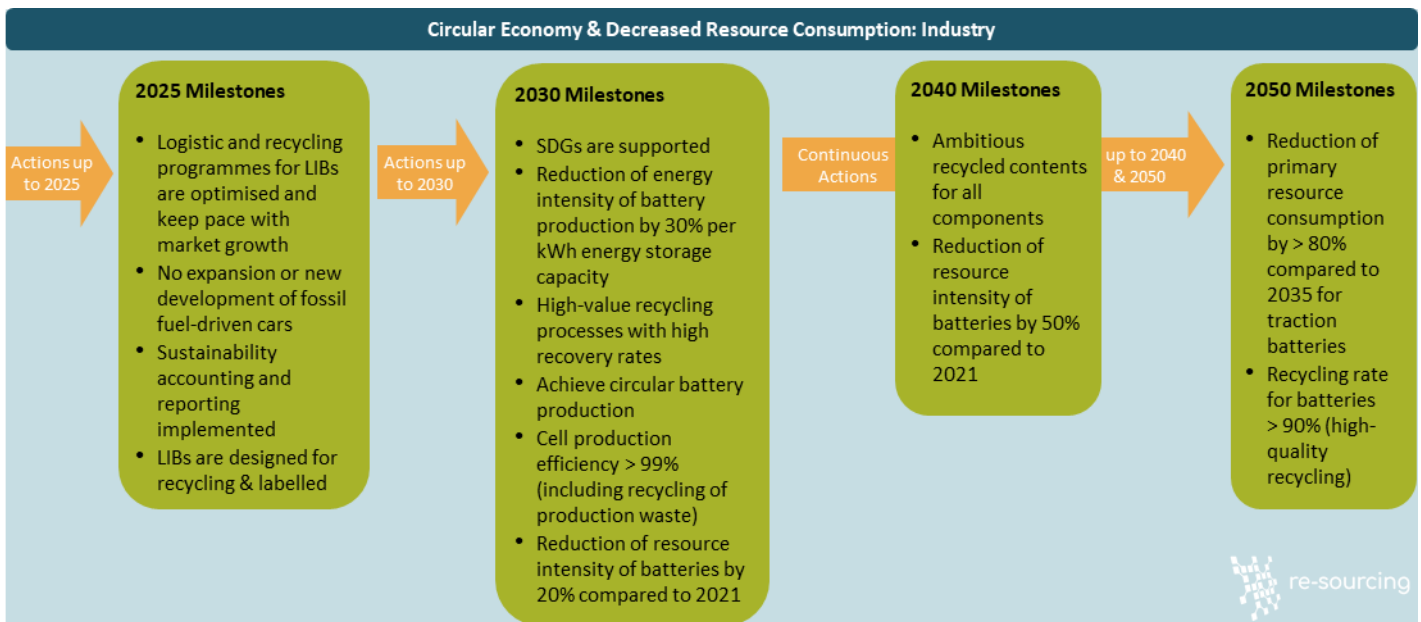 Circular Economy & Decreased Resource Consumption: Industry
Actions up
to 2025
2025 Milestones
• Logistic and recycling
programmes for LIBs
are optimised and
keep pace with
market growth
• No expansion or new
development of fossil
fuel-driven cars
• Sustainability
accounting and
reporting
implemented
• LIBs are designed for
recycling & labelled
Actions up
to 2030
2030 Milestones
• SDGs are supported
• Reduction of energy
intensity of battery
production by 30% per
kWh energy storage
capacity
• High-value recycling
processes with high
recovery rates
• Achieve circular battery
production
• Cell production
efficiency > 99%
(including recycling of
production waste)
• Reduction of resource
intensity of batteries by
20% compared to 2021
Continuous
Actions
2040 Milestones
• Ambitious
recycled contents
for all
components
• Reduction of
resource
intensity of
batteries by 50%
compared to
2021
up to 2040
& 2050
2050 Milestones
• Reduction of
primary
resource
consumption
by > 80%
compared to
2035 for
traction
batteries
• Recycling rate
for batteries
> 90% (high-
quality
recycling)
re-sourcing